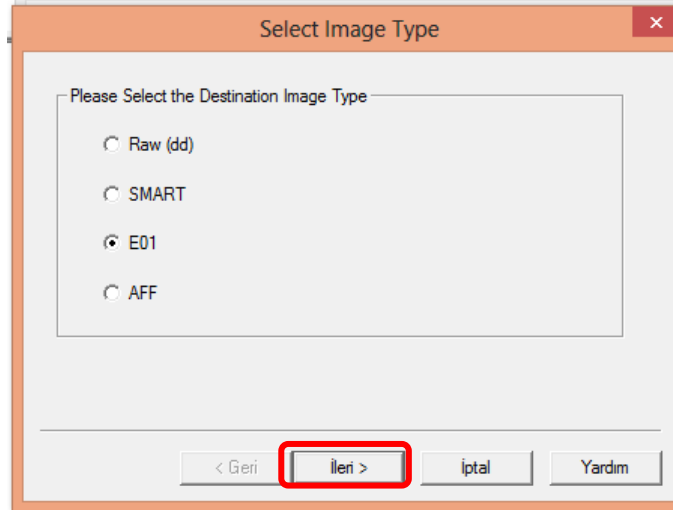 Select Image Type
Please Select the Destination Image Type
Raw (dd)
SMART
E01
AFF
< Geri İleri > İptal Yardım